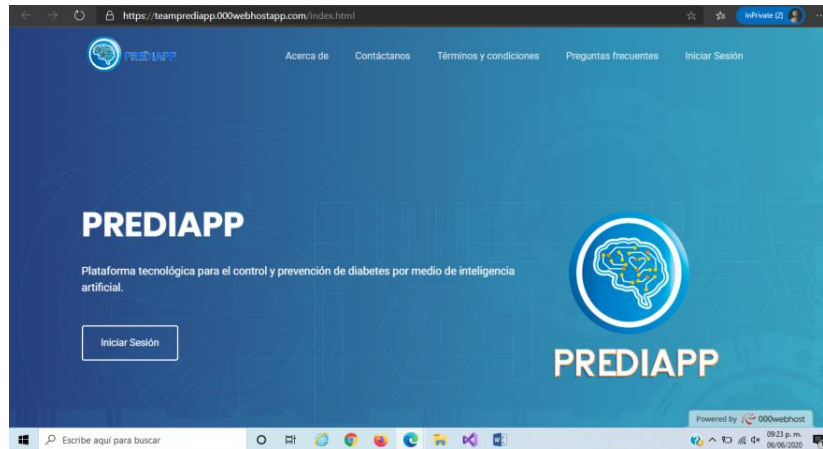 https://teamprediapp.000webhostapp.com/index.html
InPrivate (2)
PREDIAPP
Acerca de
Contáctanos
Términos y condiciones
Preguntas frecuentes
Iniciar Sesión
PREDIAPP
Plataforma tecnológica para el control y prevención de diabetes por medio de inteligencia
artificial.
Iniciar Sesión
PREDIAPP
Powered by 000webhost
Escribe aquí para buscar
09:23 p. m.
06/06/2020